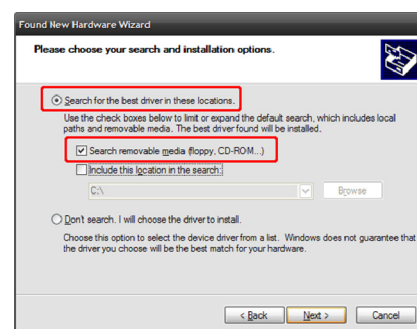 Found New Hardware Wizard
Please choose your search and installation options.
Search for the best driver in these locations.
Use the check boxes below to limit or expand the default search, which includes local
paths and removable media. The best driver found will be installed.
Search removable media (floppy, CD-ROM...)
Include this location in the search:
C:\
Browse
Don't search. I will choose the driver to install.
Choose this option to select the device driver from a list. Windows does not guarantee that
the driver you choose will be the best match for your hardware.
< Back Next > Cancel